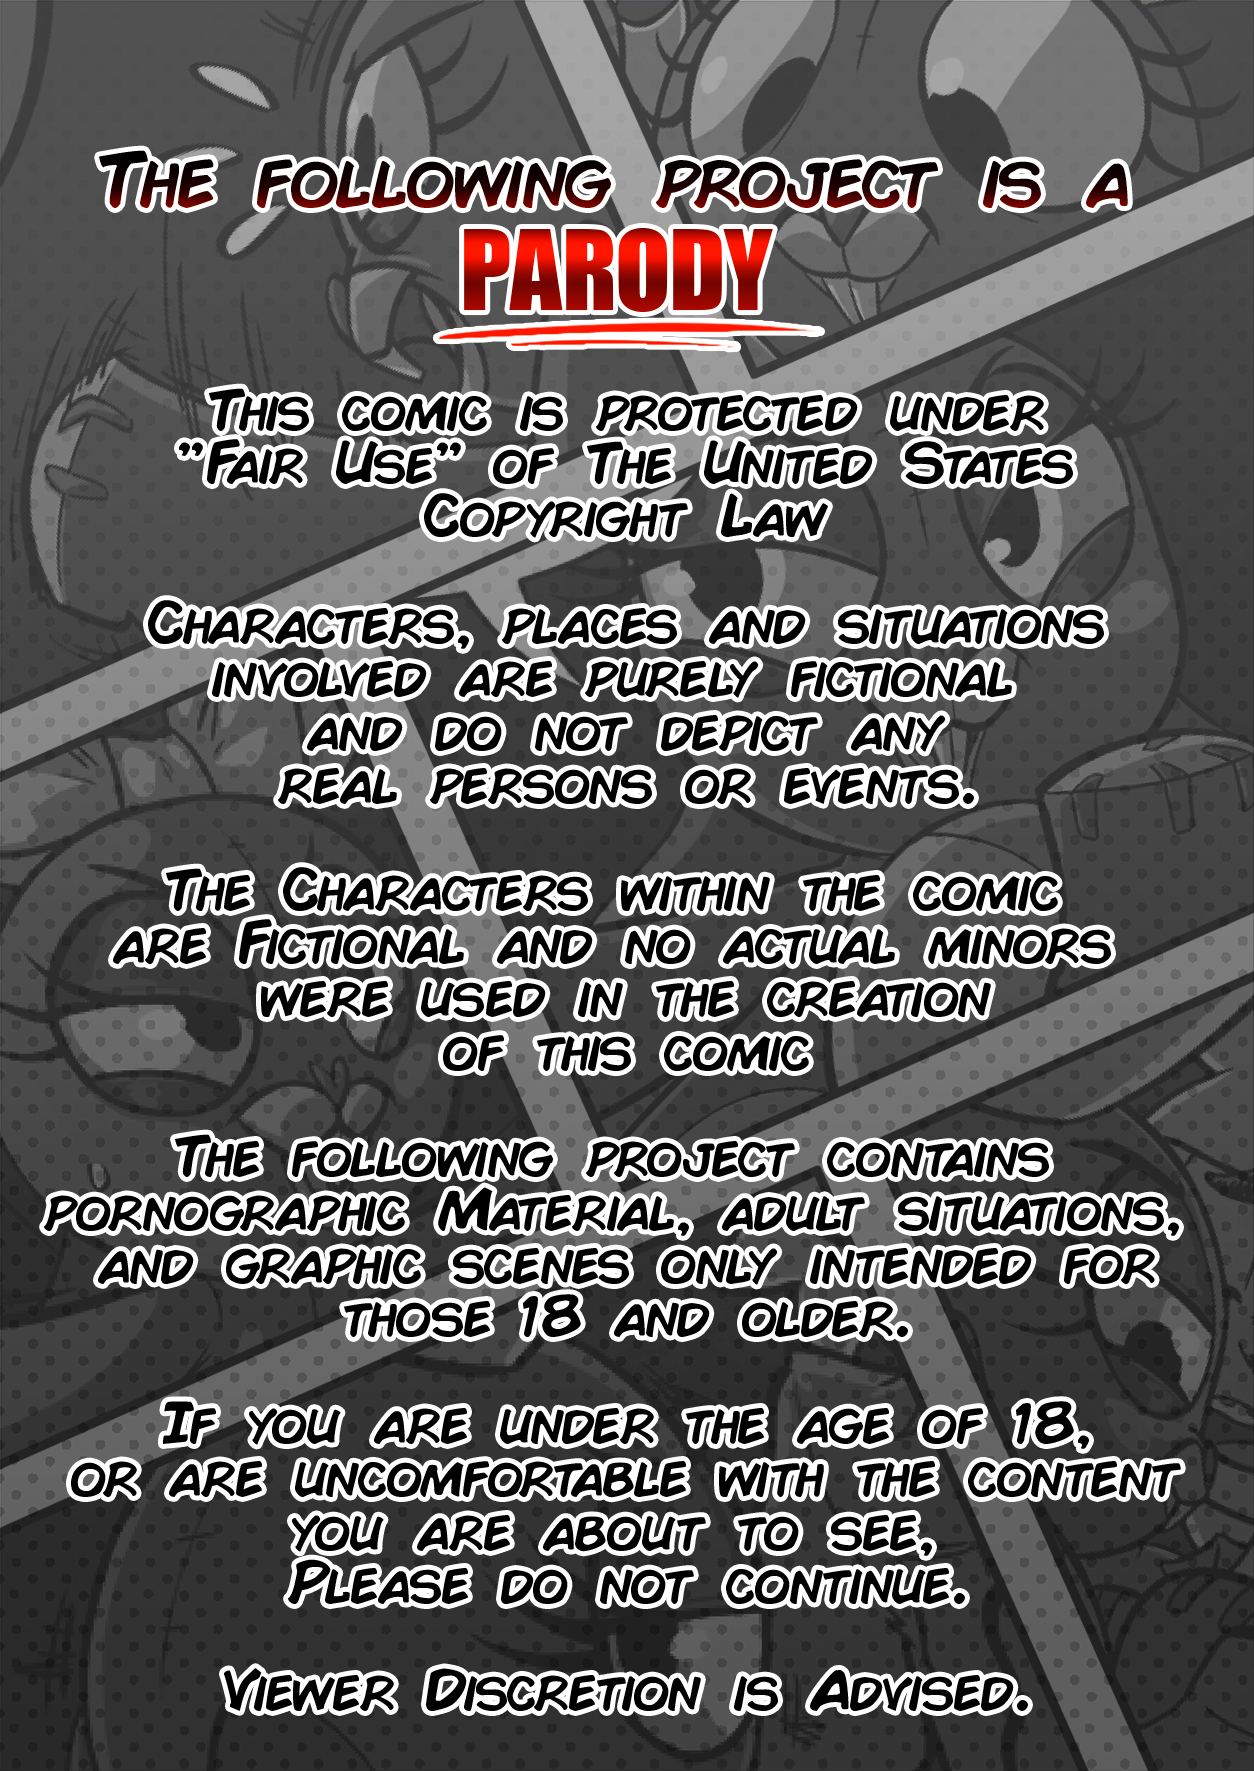 The following project is a
PARODY
This comic is protected under
"Fair Use" of The United States
Copyright Law
Characters, places and situations
involved are purely fictional
and do not depict any
real persons or events.
The Characters within the comic
are Fictional and no actual minors
were used in the creation
of this comic
The following project contains
pornographic Material, adult situations,
and graphic scenes only intended for
those 18 and older.
If you are under the age of 18,
or are uncomfortable with the content
you are about to see,
Please do not continue.
Viewer Discretion is Advised.